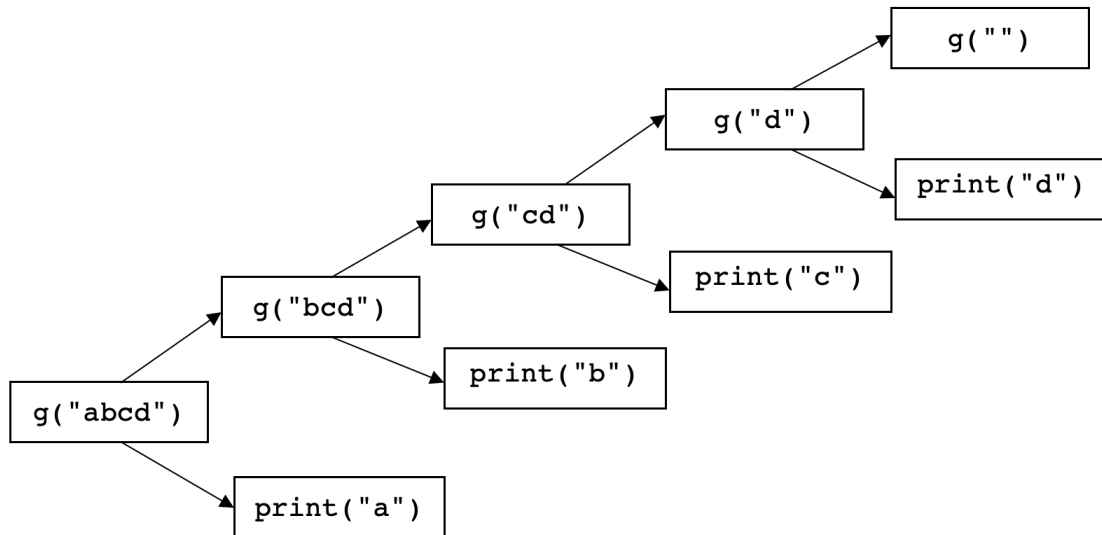 g("")
g("d")
print("d")
g("cd")
print("c")
g("bcd")
print("b")
g("abcd")
print("a")